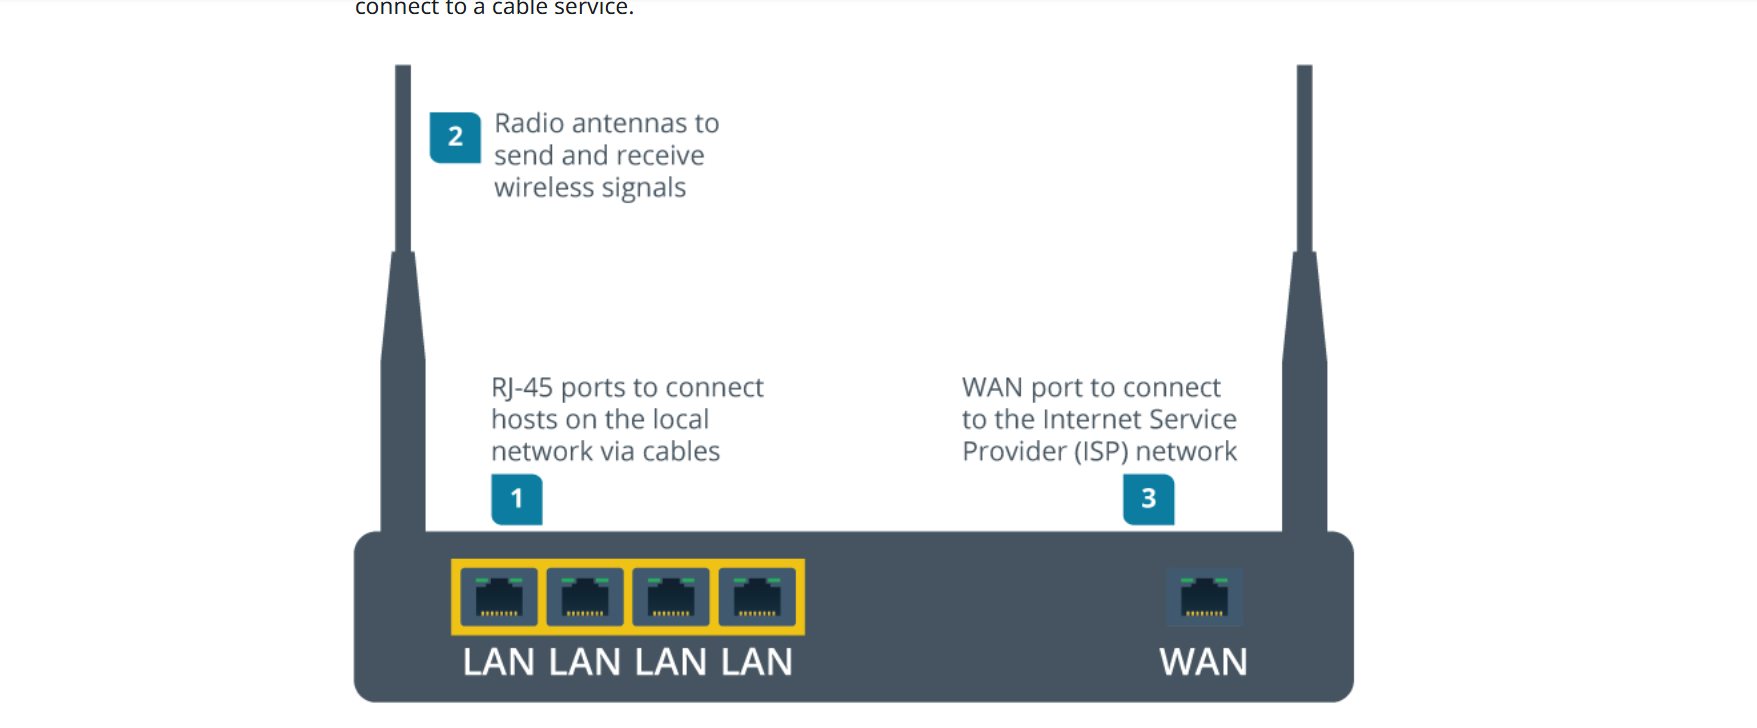 connect to a cable service.
2
Radio antennas to
send and receive
wireless signals
RJ-45 ports to connect
hosts on the local
network via cables
1
WAN port to connect
to the Internet Service
Provider (ISP) network
3
LAN LAN LAN LAN
WAN